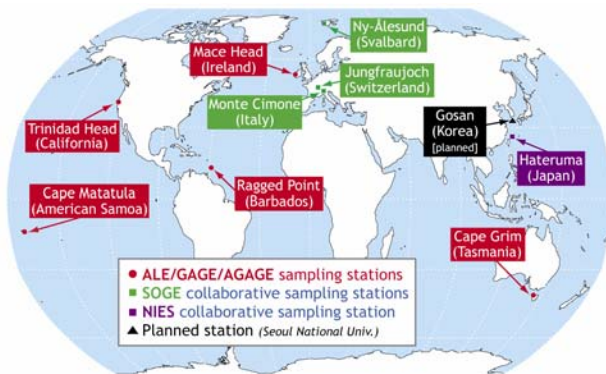 Ny-Ålesund
(Svalbard)
Mace Head
(Ireland)
Jungfraujoch
(Switzerland)
Monte Cimone
(Italy)
Trinidad Head
(California)
Gosan
(Korea)
[planned]
Hateruma
(Japan)
Cape Matatula
(American Samoa)
Ragged Point
(Barbados)
Cape Grim
(Tasmania)
ALE/GAGE/AGAGE sampling stations
SOGE collaborative sampling stations
NIES collaborative sampling station
Planned station (Seoul National Univ.)